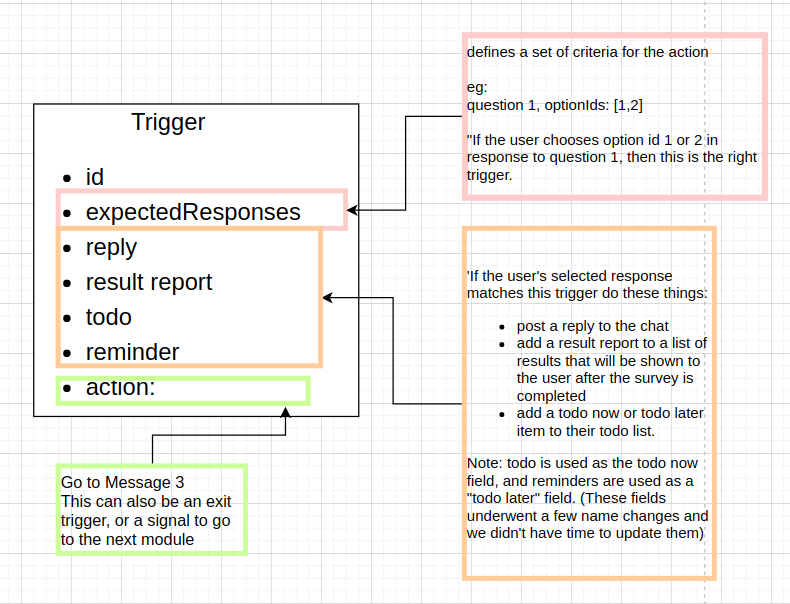 Trigger
id
expectedResponses
reply
result report
todo
reminder
action:
defines a set of criteria for the action
eg:
question 1, optionIds: [1,2]
"If the user chooses option id 1 or 2 in
response to question 1, then this is the right
trigger.
'If the user's selected response
matches this trigger do these things:
post a reply to the chat
add a result report to a list of
results that will be shown to
the user after the survey is
completed
add a todo now or todo later
item to their todo list.
Note: todo is used as the todo now
field, and reminders are used as a
"todo later" field. (These fields
underwent a few name changes and
we didn't have time to update them)
Go to Message 3
This can also be an exit
trigger, or a signal to go
to the next module